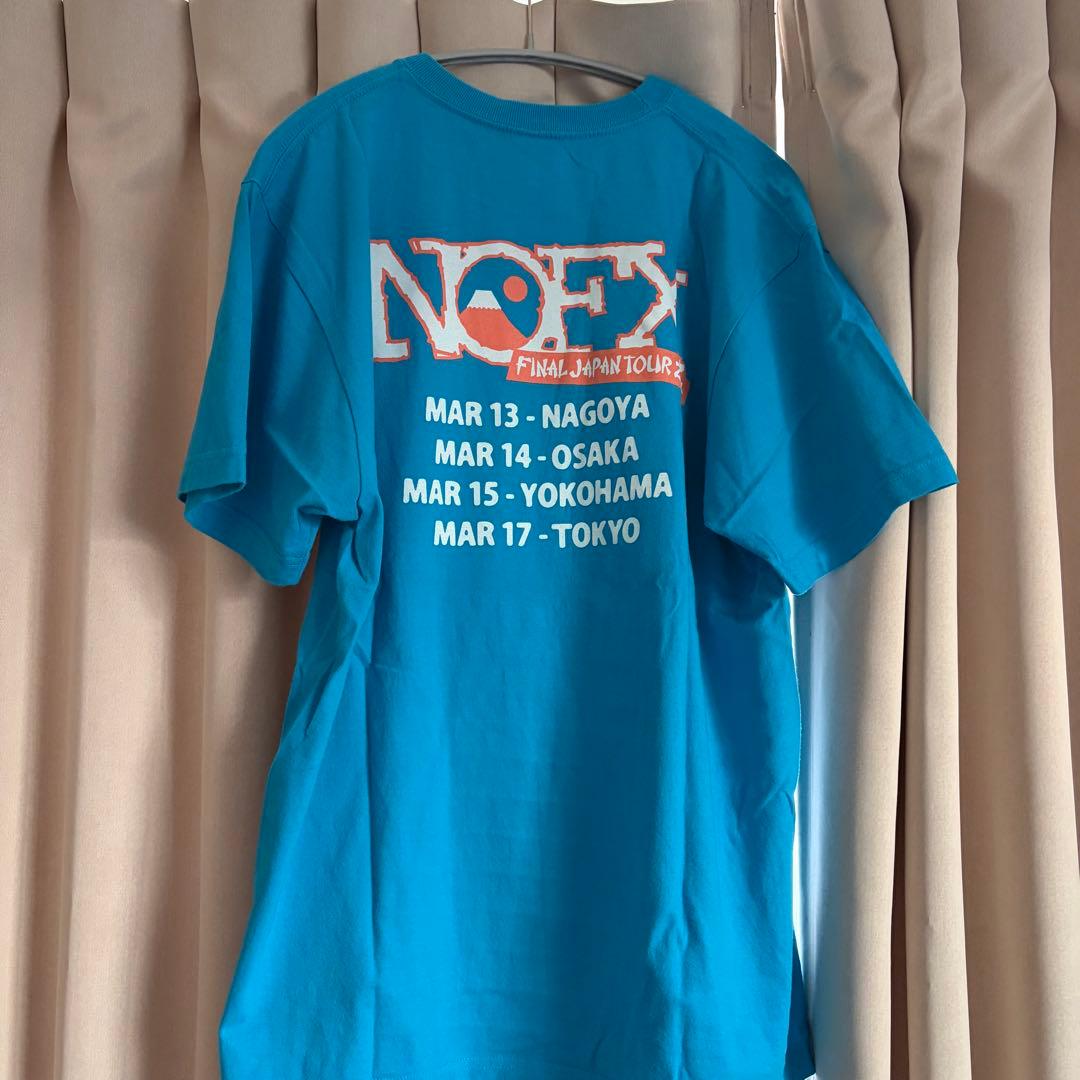 NOFX
FINAL JAPAN TOUR
MAR 13 - NAGOYA
MAR 14 - OSAKA
MAR 15 - YOKOHAMA
MAR 17 - TOKYO